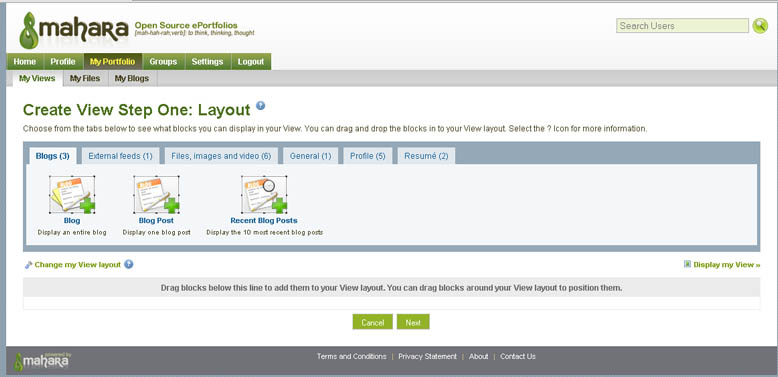 mahara
Open Source ePortfolios
[mah-hah-rah;verb]: to think, thinking, thought
Search Users
Home Profile My Portfolio Groups Settings Logout
My Views My Files My Blogs
Create View Step One: Layout ?
Choose from the tabs below to see what blocks you can display in your View. You can drag and drop the blocks in to your View layout. Select the ? Icon for more information.
Blogs (3) External feeds (1) Files, images and video (6) General (1) Profile (5) Resumé (2)
Blog Blog Post Recent Blog Posts
Display an entire blog Display one blog post Display the 10 most recent blog posts
Change my View layout ? Display my View »
Drag blocks below this line to add them to your View layout. You can drag blocks around your View layout to position them.
Cancel Next
powered by
mahara
Terms and Conditions | Privacy Statement | About | Contact Us